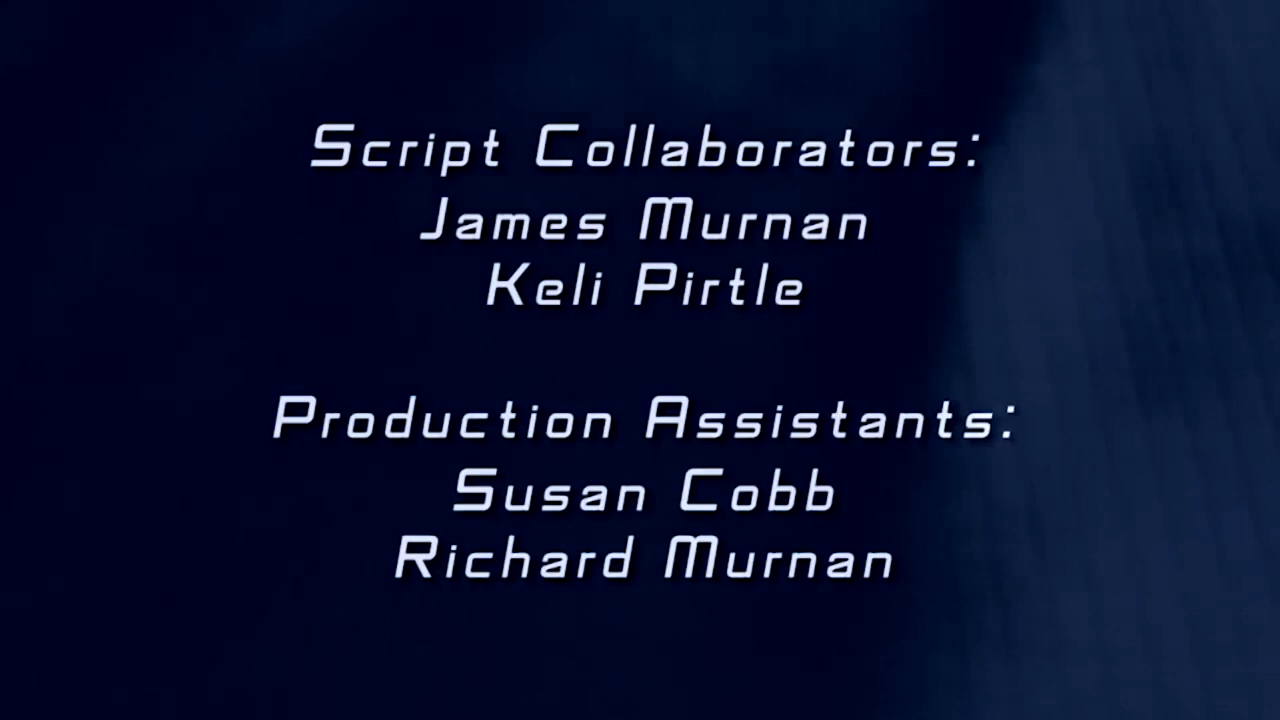 Script Collaborators:
James Murnan
Keli Pirtle
Production Assistants:
Susan Cobb
Richard Murnan